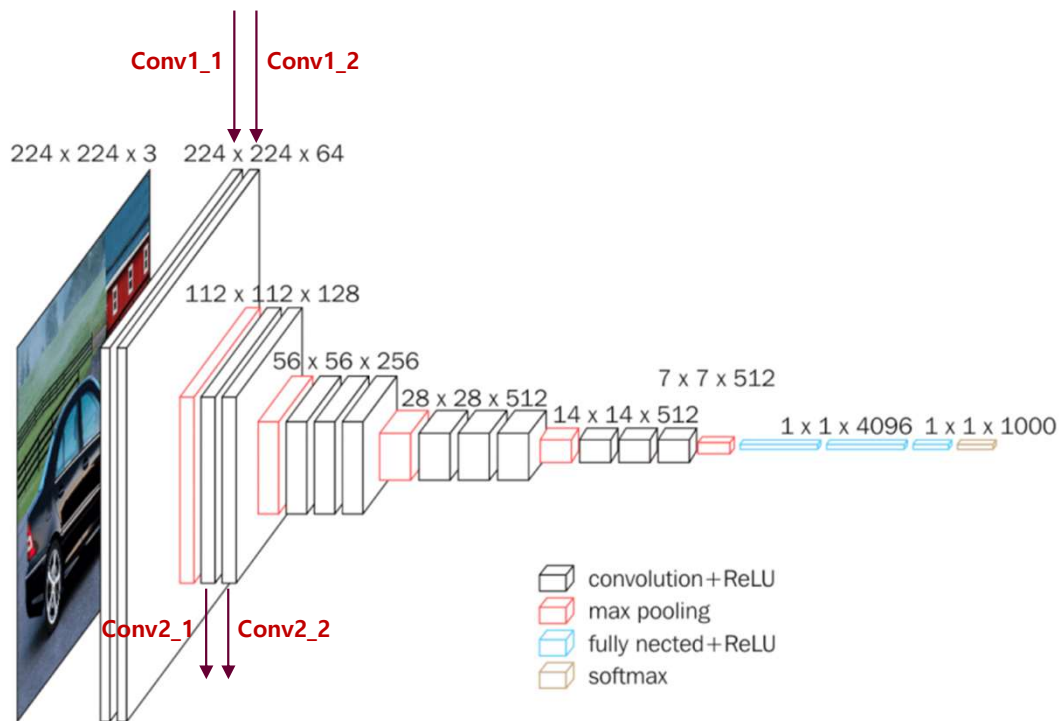 Conv1_1
Conv1_2
224 x 224 x 3
224 x 224 x 64
112 x 112 x 128
56 x 56 x 256
28 x 28 x 512
14 x 14 x 512
7 x 7 x 512
1 x 1 x 4096
1 x 1 x 1000
Conv2_1
Conv2_2
convolution+ReLU
max pooling
fully nected+ReLU
softmax